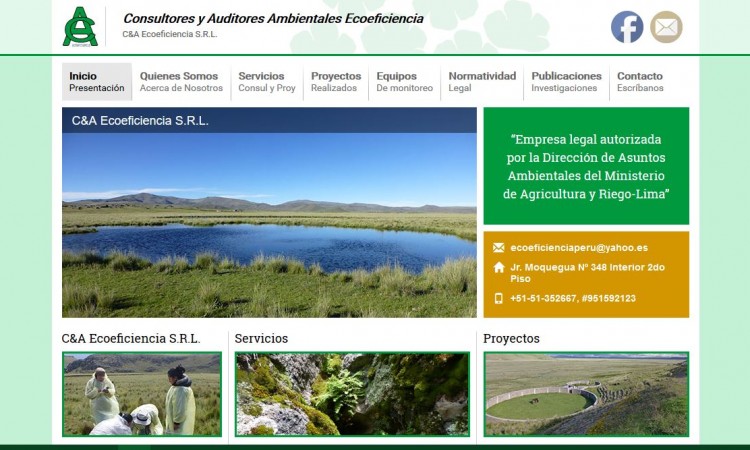 Consultores y Auditores Ambientales Ecoeficiencia
C&A Ecoeficiencia S.R.L.
Inicio
Presentación
Quienes Somos
Acerca de Nosotros
Servicios
Consul y Proy
Proyectos
Realizados
Equipos
De monitoreo
Normatividad
Legal
Publicaciones
Investigaciones
Contacto
Escríbanos
C&A Ecoeficiencia S.R.L.
“Empresa legal autorizada
por la Dirección de Asuntos
Ambientales del Ministerio
de Agricultura y Riego-Lima”
ecoeficienciaperu@yahoo.es
Jr. Moquegua Nº 348 Interior 2do
Piso
+51-51-352667, #951592123
C&A Ecoeficiencia S.R.L.
Servicios
Proyectos